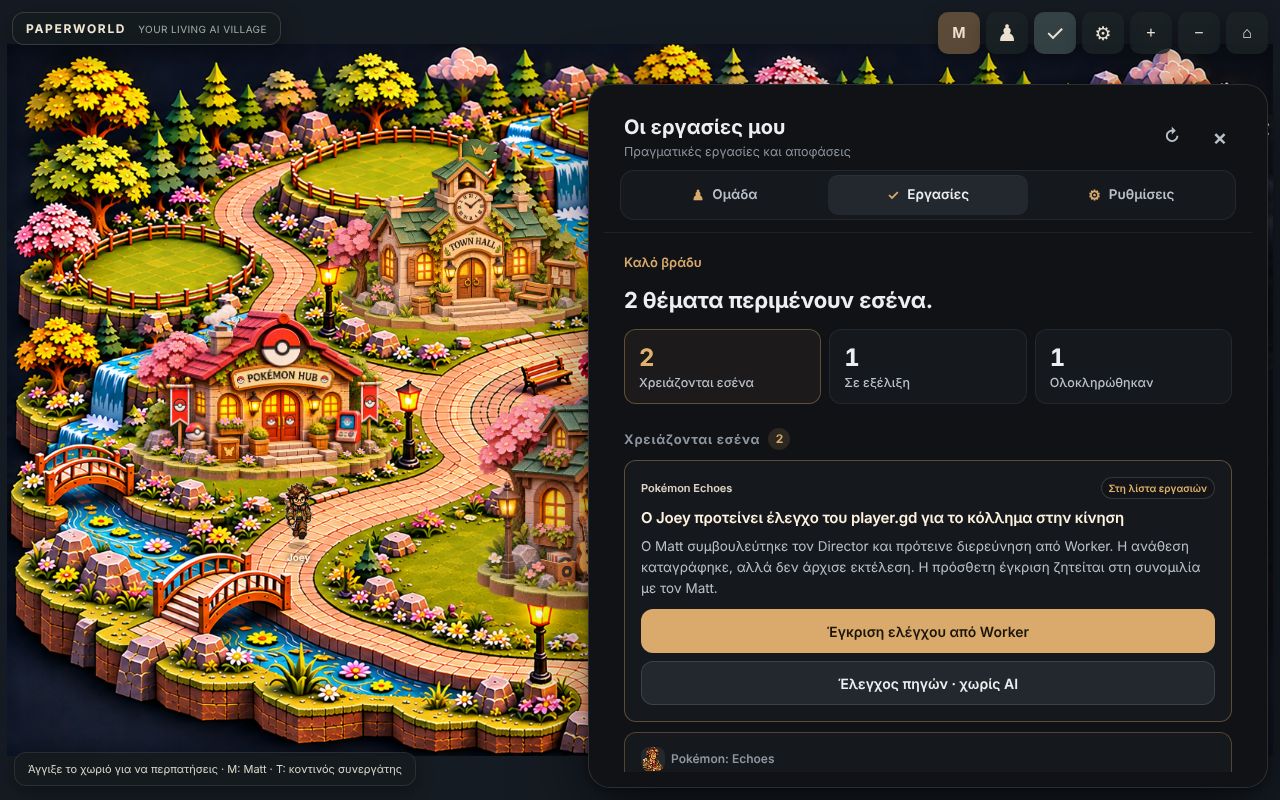 PAPERWORLD YOUR LIVING AI VILLAGE
M
TOWN HALL
POKÉMON HUB
Joey
Οι εργασίες μου
Πραγματικές εργασίες και αποφάσεις
Ομάδα
Εργασίες
Ρυθμίσεις
Καλό βράδυ
2 θέματα περιμένουν εσένα.
2
Χρειάζονται εσένα
1
Σε εξέλιξη
1
Ολοκληρώθηκαν
Χρειάζονται εσένα 2
Pokémon Echoes
Στη λίστα εργασιών
Ο Joey προτείνει έλεγχο του player.gd για το κόλλημα στην κίνηση
Ο Matt συμβουλεύτηκε τον Director και πρότεινε διερεύνηση από Worker. Η ανάθεση
καταγράφηκε, αλλά δεν άρχισε εκτέλεση. Η πρόσθετη έγκριση ζητείται στη συνομιλία
με τον Matt.
Έγκριση ελέγχου από Worker
Έλεγχος πηγών · χωρίς AI
Pokémon: Echoes
Άγγιξε το χωριό για να περπατήσεις · M: Matt · T: κοντινός συνεργάτης